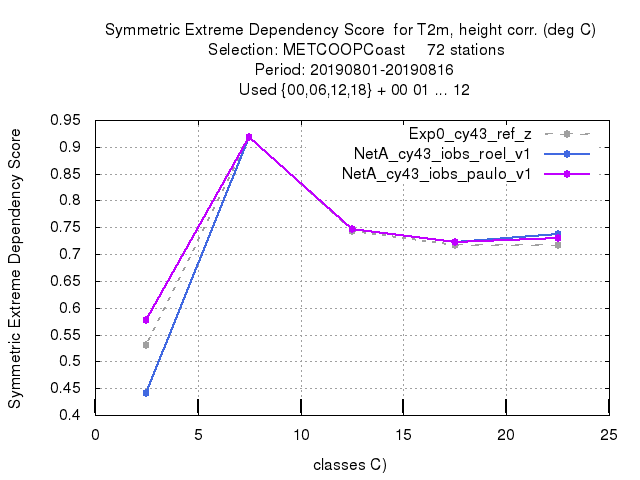 Symmetric Extreme Dependency Score  for T2m, height corr. (deg C)
Selection: METCOOPCoast    72 stations
Period: 20190801-20190816
Used {00,06,12,18} + 00 01 ... 12
Symmetric Extreme Dependency Score
0.95
0.9
0.85
0.8
0.75
0.7
0.65
0.6
0.55
0.5
0.45
0.4
Exp0_cy43_ref_z
NetA_cy43_iobs_roel_v1
NetA_cy43_iobs_paulo_v1
0 5 10 15 20 25
classes C)